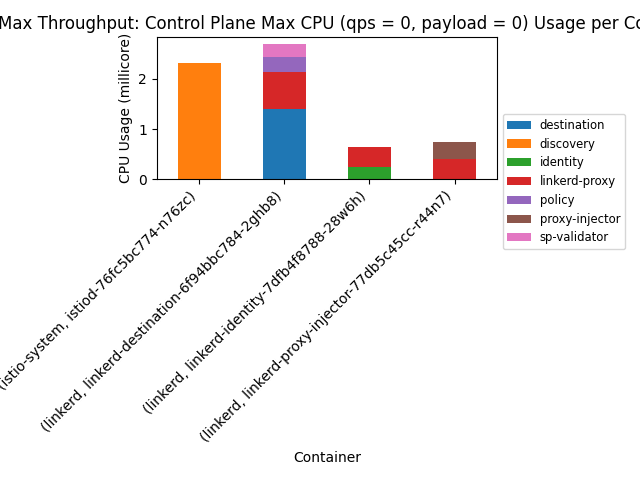 Max Throughput: Control Plane Max CPU (qps = 0, payload = 0) Usage per Co
CPU Usage (millicore)
2
1
0
destination
discovery
identity
linkerd-proxy
policy
proxy-injector
sp-validator
(istio-system, istiod-76fc5bc774-n76zc)
(linkerd, linkerd-destination-6f94bbc784-2ghb8)
(linkerd, linkerd-identity-7dfb4f8788-28w6h)
(linkerd, linkerd-proxy-injector-77db5c45cc-r44n7)
Container